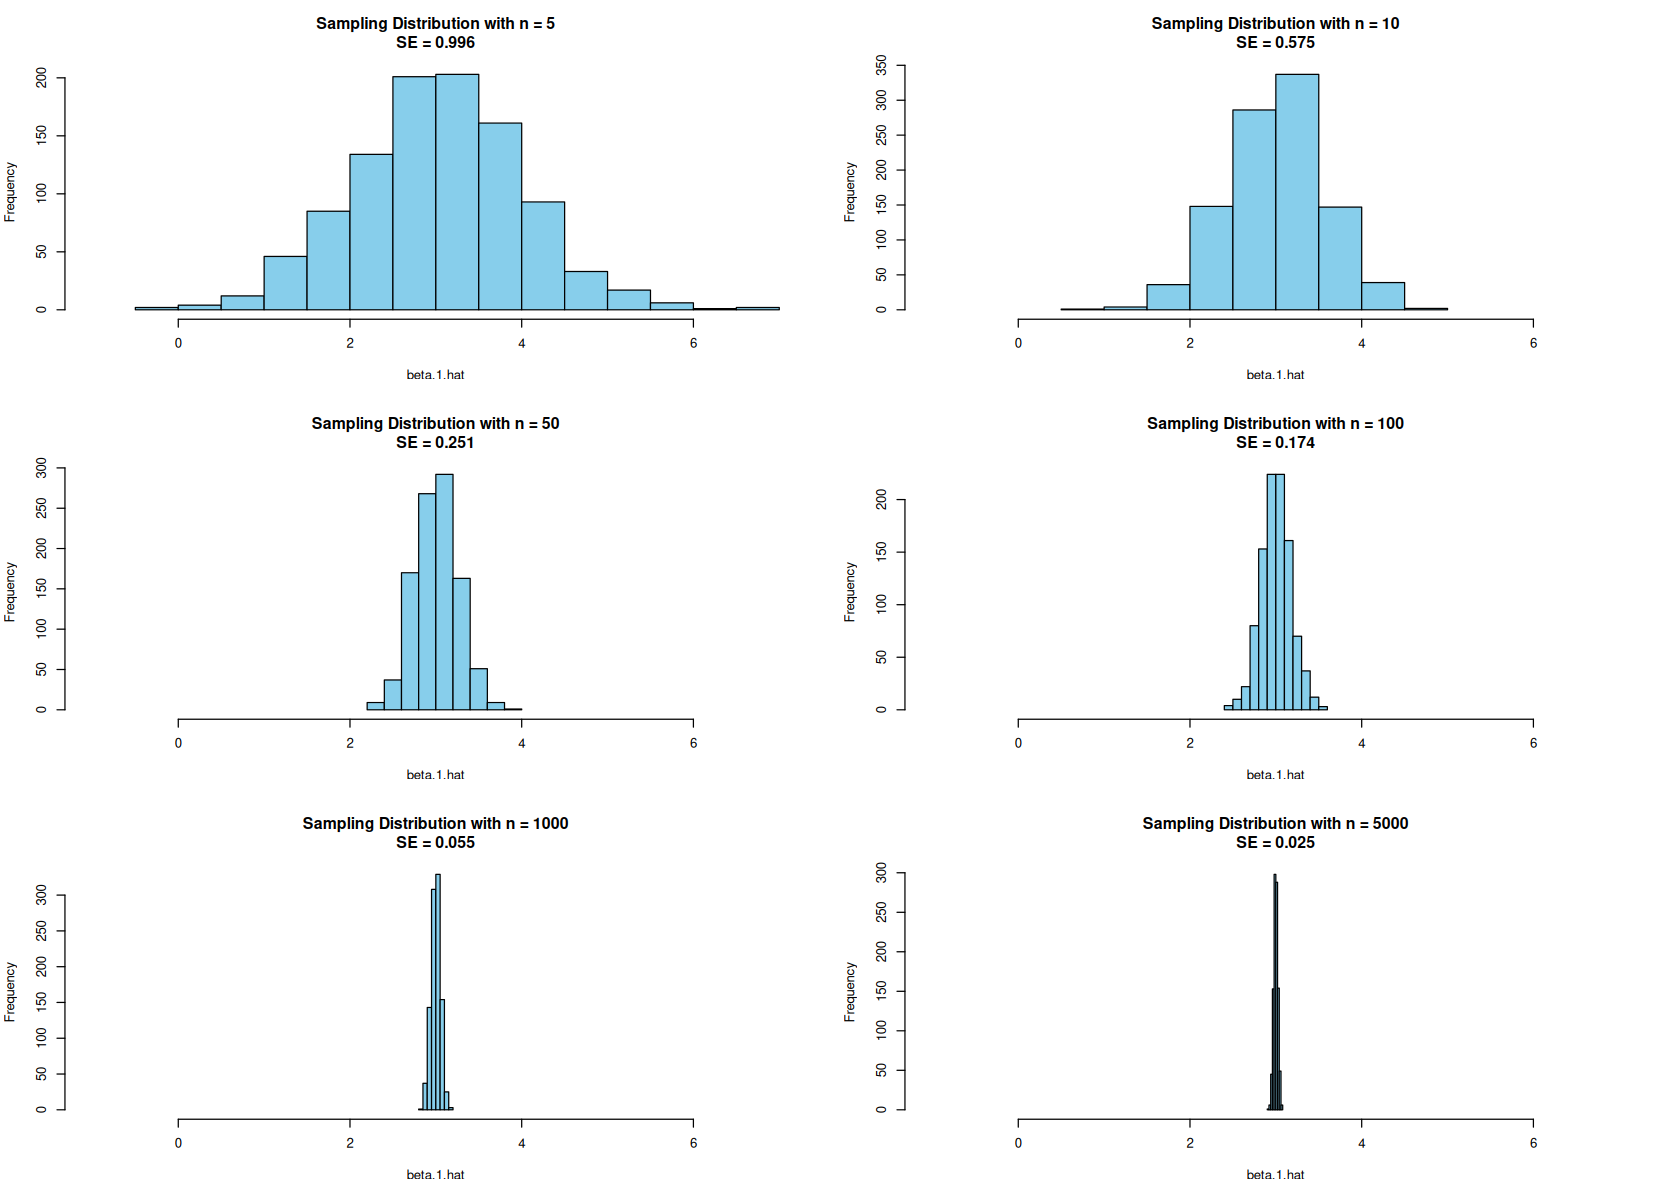 Sampling Distribution with n = 5
SE = 0.996
Frequency
0
50
100
150
200
0
2
4
6
beta.1.hat
Sampling Distribution with n = 10
SE = 0.575
Frequency
0
50
100
150
200
250
300
350
0
2
4
6
beta.1.hat
Sampling Distribution with n = 50
SE = 0.251
Frequency
0
50
100
150
200
250
300
0
2
4
6
beta.1.hat
Sampling Distribution with n = 100
SE = 0.174
Frequency
0
50
100
150
200
0
2
4
6
beta.1.hat
Sampling Distribution with n = 1000
SE = 0.055
Frequency
0
50
100
150
200
250
300
0
2
4
6
beta.1.hat
Sampling Distribution with n = 5000
SE = 0.025
Frequency
0
50
100
150
200
250
300
0
2
4
6
beta.1.hat